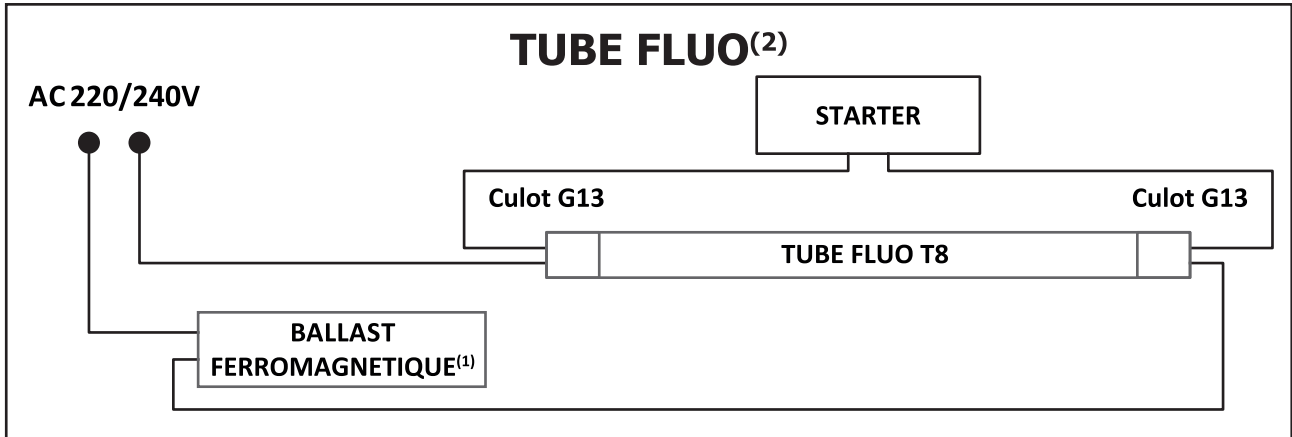 TUBE FLUO(2)
AC 220/240V
STARTER
Culot G13
Culot G13
TUBE FLUO T8
BALLAST
FERROMAGNETIQUE(1)